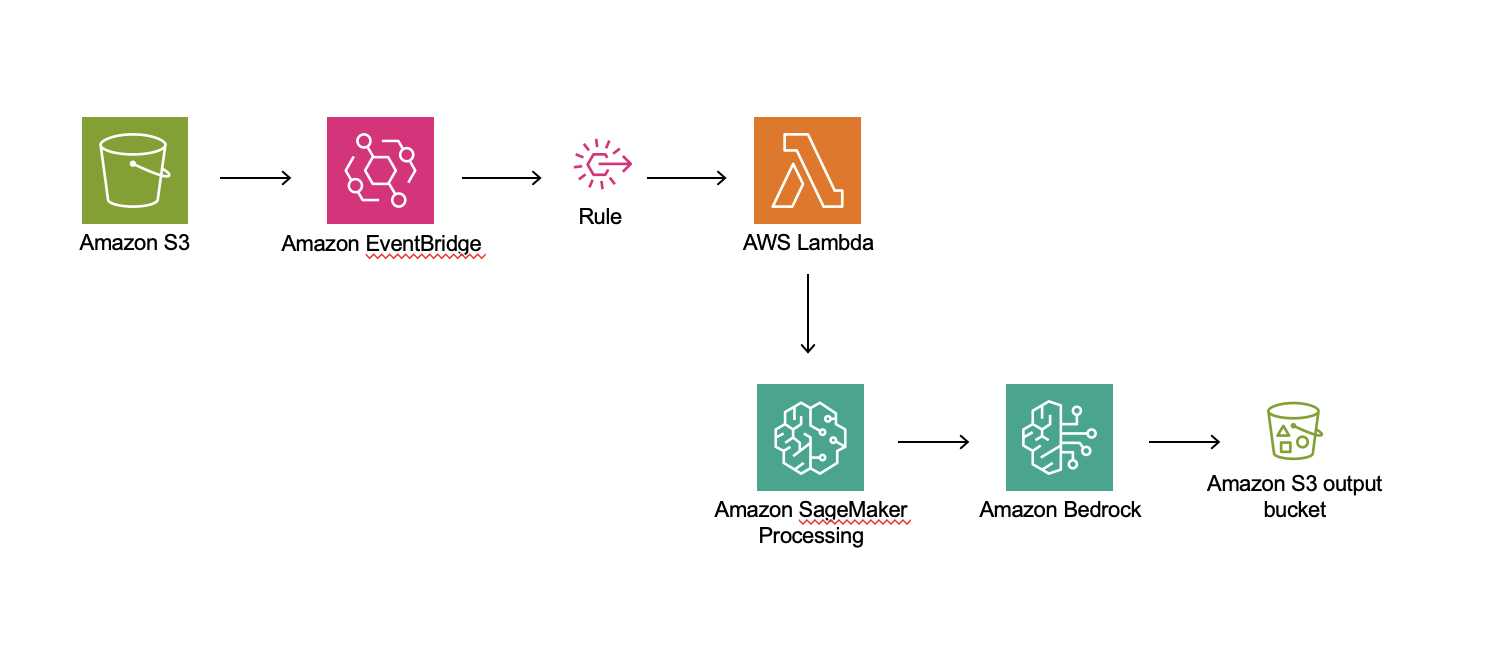 Amazon S3
Amazon EventBridge
Rule
AWS Lambda
Amazon SageMaker
Processing
Amazon Bedrock
Amazon S3 output
bucket